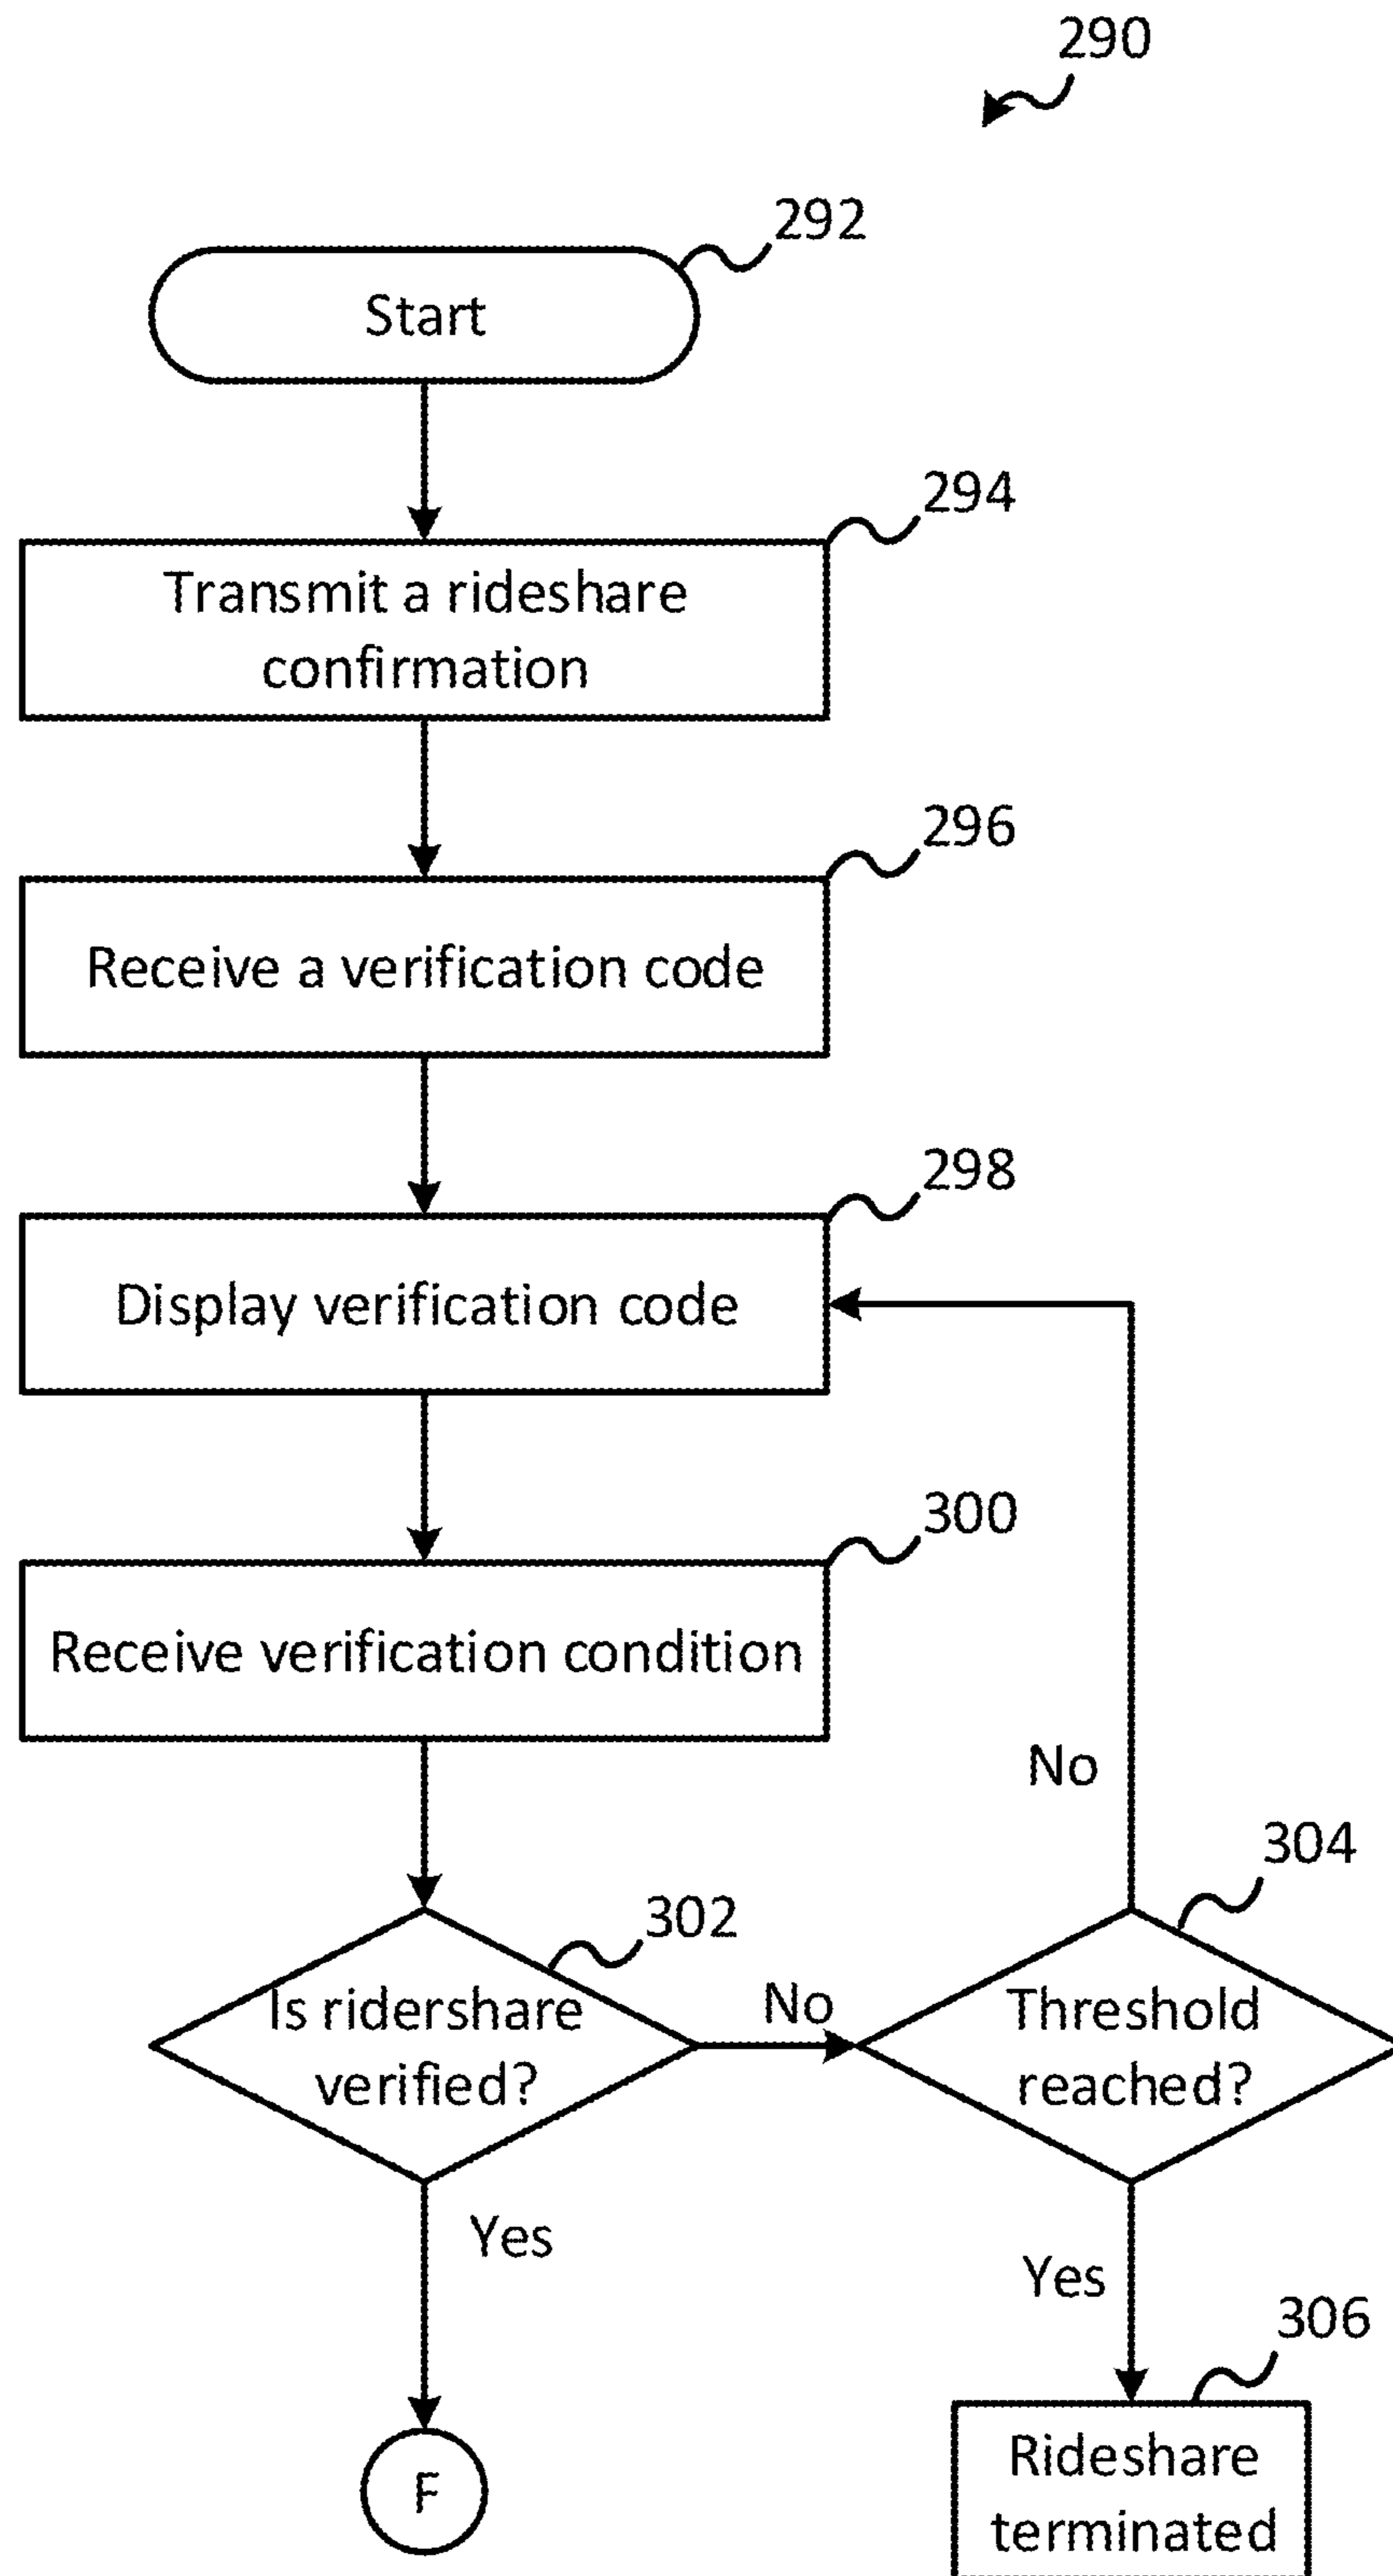 290
292
Start
294
Transmit a rideshare
confirmation
296
Receive a verification code
298
Display verification code
300
Receive verification condition
No
304
302
Is ridershare
verified?
No
Threshold
reached?
Yes
Yes
306
F
Rideshare
terminated